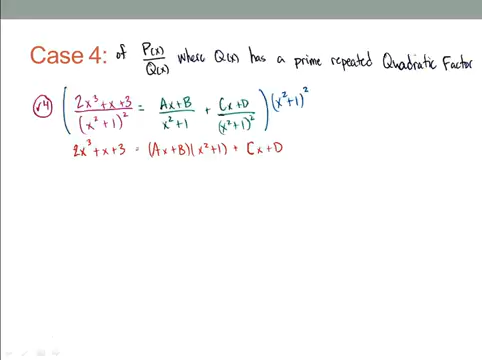 Case 4: of P(x)/Q(x) where Q(x) has a prime repeated Quadratic Factor
r4 ( (2x³+x+3)/(x²+1)² = (Ax+B)/(x²+1) + (Cx+D)/(x²+1)² ) (x²+1)²
2x³+x+3 = (Ax+B)(x²+1) + Cx+D